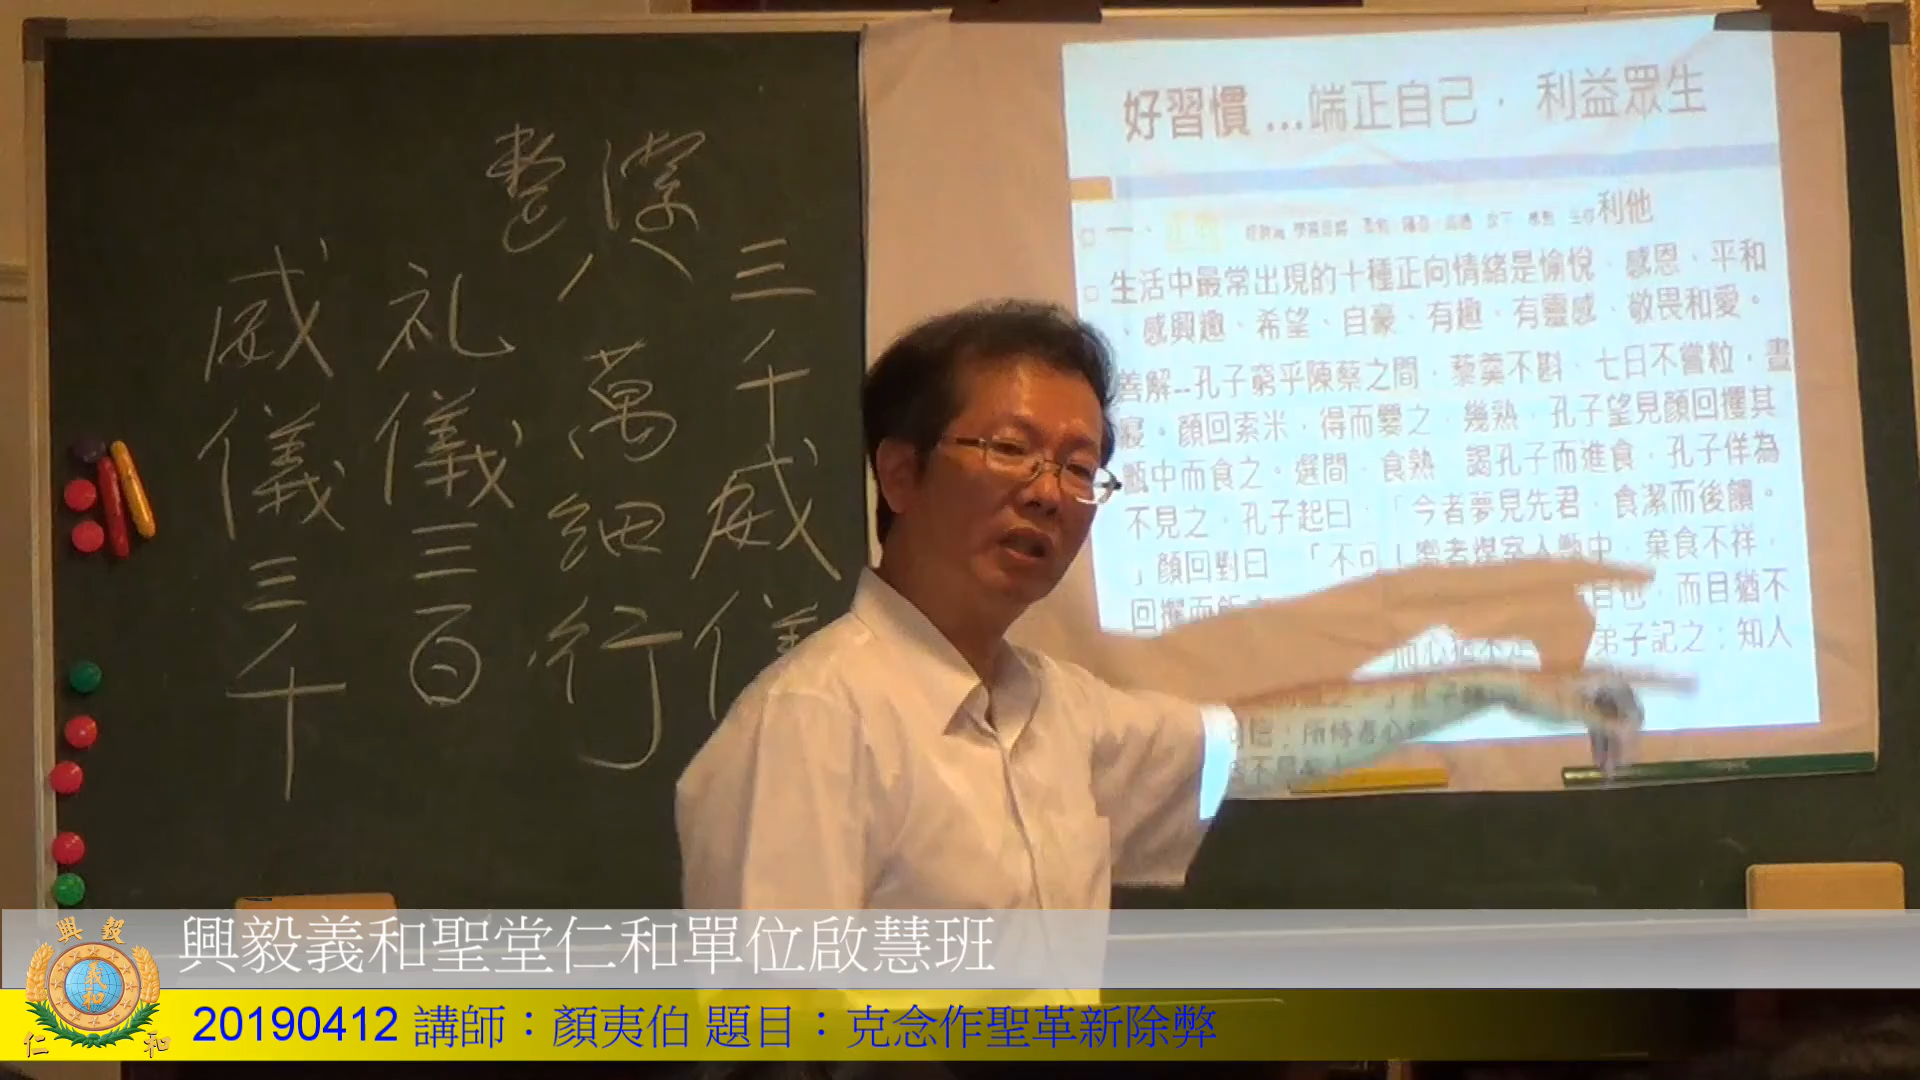 整潔
三千威儀
八萬細行
礼儀三百
威儀三千
好習慣...端正自己,利益眾生
一、 利他
生活中最常出現的十種正向情緒是愉悅、感恩、平和
、感興趣、希望、自豪、有趣、有靈感、敬畏和愛。
善解--孔子窮乎陳蔡之間,藜羹不斟,七日不嘗粒,晝
寢。顏回索米,得而爨之,幾熟,孔子望見顏回攫其
甑中而食之。選間,食熟,謁孔子而進食,孔子佯為
不見之,孔子起曰,「今者夢見先君,食潔而後饋。
」顏回對曰,「不可! 棄食不祥,
目也,而目猶不
弟子記之;知人
興毅義和聖堂仁和單位啟慧班
興毅
義和
仁和
20190412 講師:顏夷伯 題目:克念作聖革新除弊